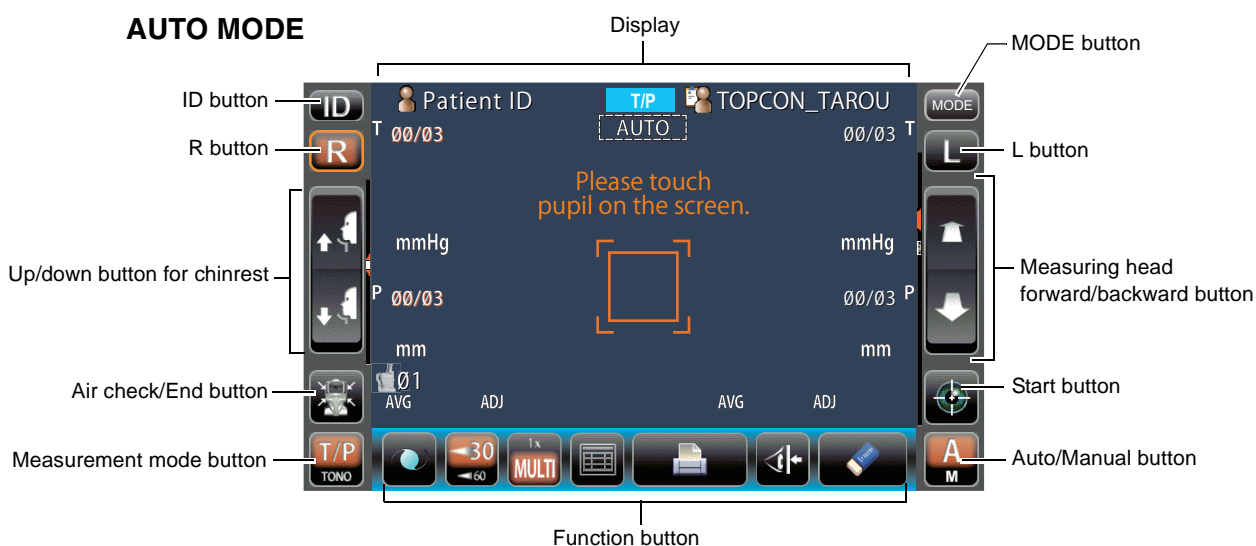 AUTO MODE
Display
MODE button
ID button
ID
Patient ID
T/P
TOPCON_TAROU
MODE
R button
R
T
00/03
AUTO
00/03
T
L
L button
Please touch
pupil on the screen.
mmHg
mmHg
Up/down button for chinrest
Measuring head
forward/backward button
P
00/03
00/03
P
mm
mm
Air check/End button
01
Start button
AVG
ADJ
AVG
ADJ
Measurement mode button
T/P
TONO
30
60
1x
MULTI
A
M
Auto/Manual button
Function button